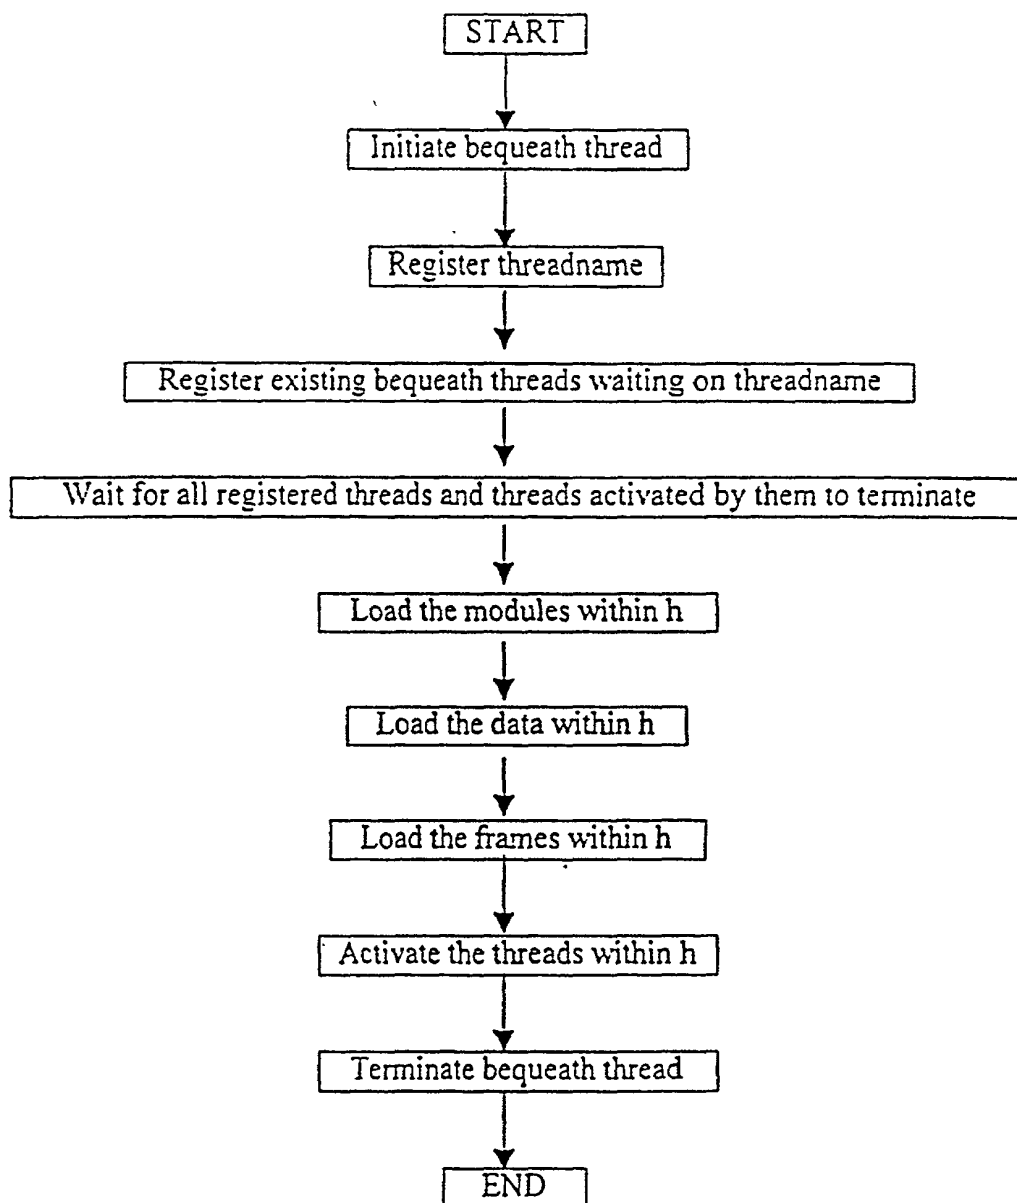 START
Initiate bequeath thread
Register threadname
Register existing bequeath threads waiting on threadname
Wait for all registered threads and threads activated by them to terminate
Load the modules within h
Load the data within h
Load the frames within h
Activate the threads within h
Terminate bequeath thread
END